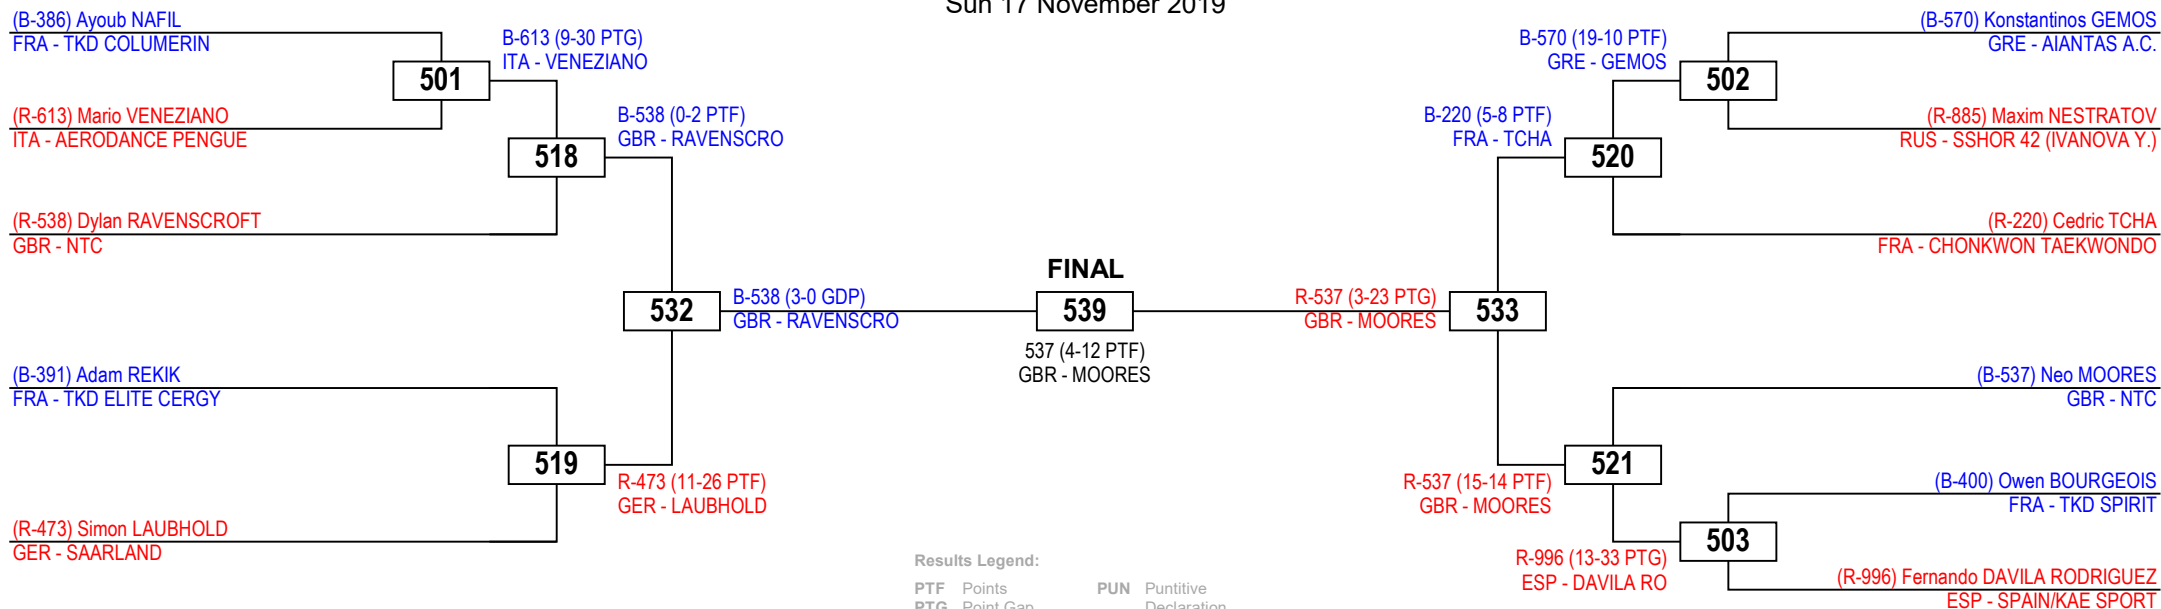 Sun 17 November 2019
(B-386) Ayoub NAFIL
FRA - TKD COLUMERIN
501
(R-613) Mario VENEZIANO
ITA - AERODANCE PENGUE
B-613 (9-30 PTG)
ITA - VENEZIANO
518
(R-538) Dylan RAVENSCROFT
GBR - NTC
B-538 (0-2 PTF)
GBR - RAVENSCRO
532
(B-391) Adam REKIK
FRA - TKD ELITE CERGY
519
(R-473) Simon LAUBHOLD
GER - SAARLAND
R-473 (11-26 PTF)
GER - LAUBHOLD
B-538 (3-0 GDP)
GBR - RAVENSCRO
FINAL
539
537 (4-12 PTF)
GBR - MOORES
R-537 (3-23 PTG)
GBR - MOORES
533
B-570 (19-10 PTF)
GRE - GEMOS
502
(B-570) Konstantinos GEMOS
GRE - AIANTAS A.C.
(R-885) Maxim NESTRATOV
RUS - SSHOR 42 (IVANOVA Y.)
B-220 (5-8 PTF)
FRA - TCHA
520
(R-220) Cedric TCHA
FRA - CHONKWON TAEKWONDO
(B-537) Neo MOORES
GBR - NTC
521
R-537 (15-14 PTF)
GBR - MOORES
(B-400) Owen BOURGEOIS
FRA - TKD SPIRIT
503
R-996 (13-33 PTG)
ESP - DAVILA RO
(R-996) Fernando DAVILA RODRIGUEZ
ESP - SPAIN/KAE SPORT
Results Legend:
PTF Points PUN Puntitive
PTG Point Gap Declaration